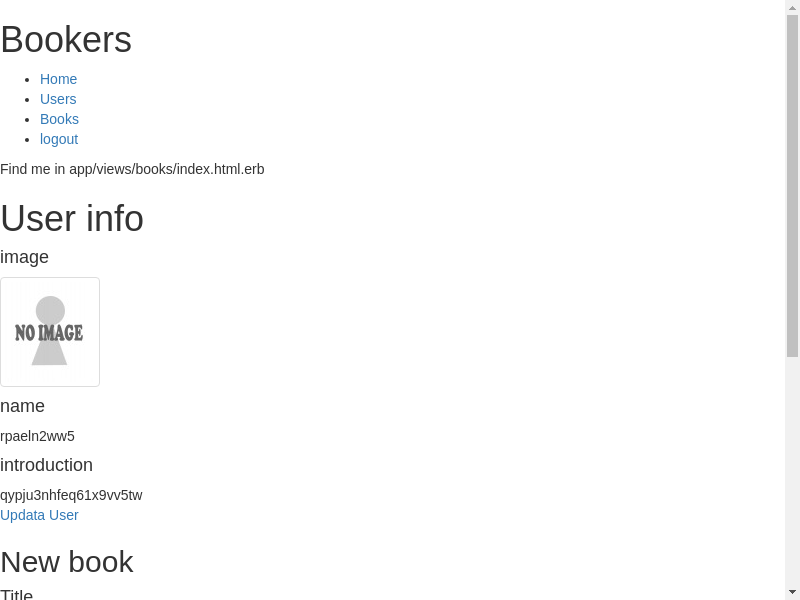 Bookers
Home
Users
Books
logout
Find me in app/views/books/index.html.erb
User info
image
NO IMAGE
name
rpaeln2ww5
introduction
qypju3nhfeq61x9vv5tw
Updata User
New book
Title